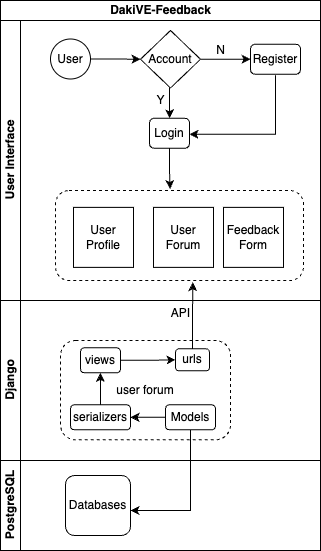 DakiVE-Feedback
User Interface
User
Account
N
Register
Y
Login
User
Profile
User
Forum
Feedback
Form
API
Django
views
urls
user forum
serializers
Models
PostgreSQL
Databases